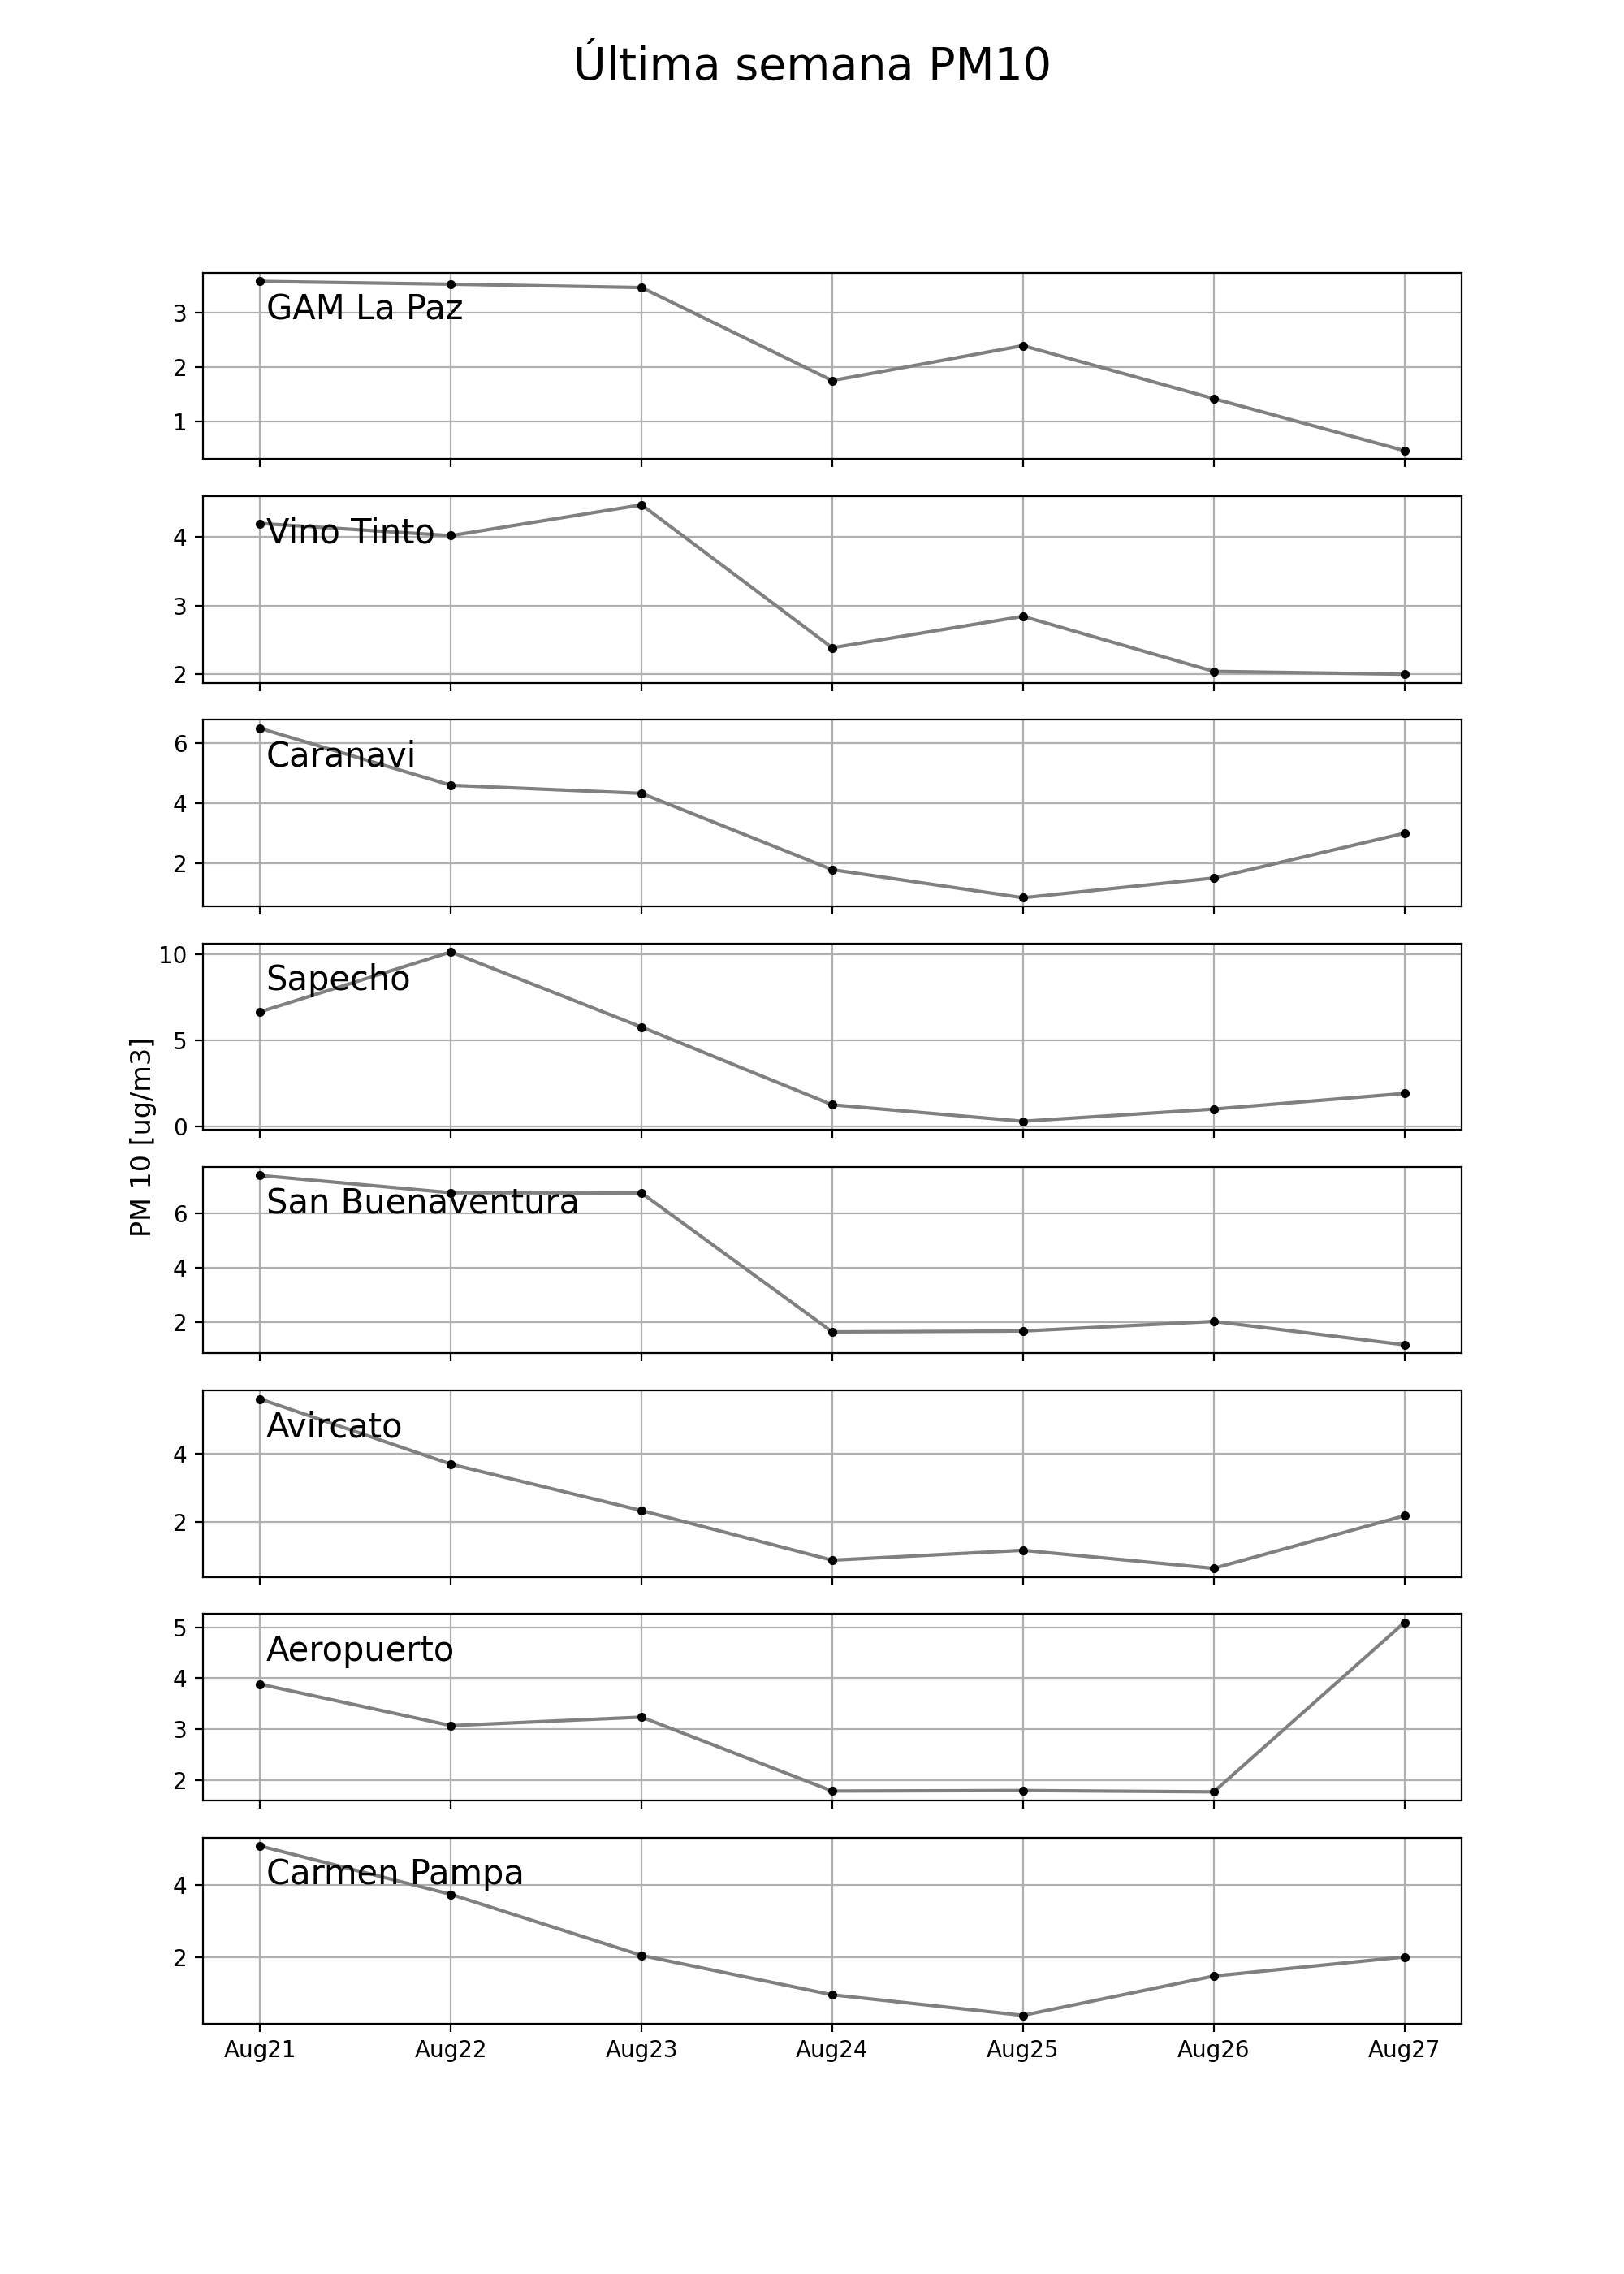 Última semana PM10
GAM La Paz
3
2
1
Vino Tinto
4
3
2
Caranavi
6
4
2
Sapecho
10
5
0
PM 10 [ug/m3]
San Buenaventura
6
4
2
Avircato
4
2
Aeropuerto
5
4
3
2
Carmen Pampa
4
2
Aug21 Aug22 Aug23 Aug24 Aug25 Aug26 Aug27